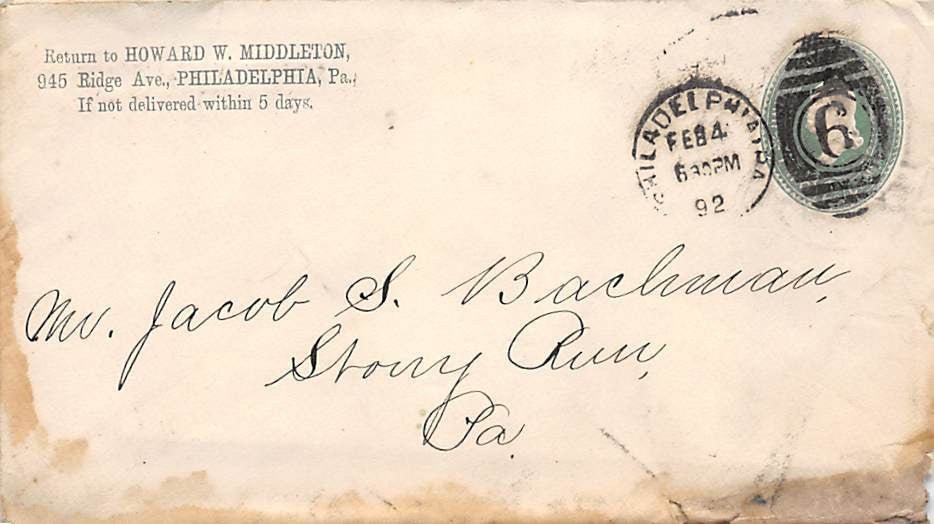 Return to HOWARD W. MIDDLETON,
945 Ridge Ave., PHILADELPHIA, Pa.,
If not delivered within 5 days.
PHILADELPHIA, PA
FEB 4
6 30 PM
92
6
Mr. Jacob S. Bachman,
Stony Run,
Pa.